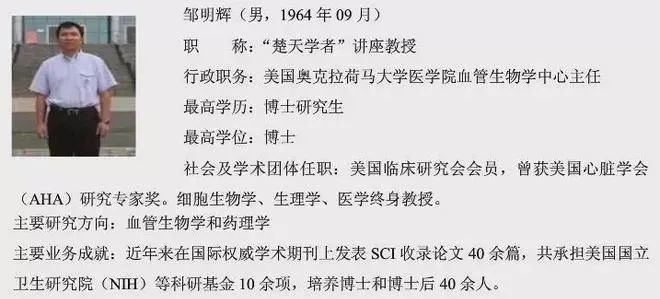 邹明辉（男，1964 年 09 月）
职 称：“楚天学者”讲座教授
行政职务：美国奥克拉荷马大学医学院血管生物学中心主任
最高学历：博士研究生
最高学位：博士
社会及学术团体任职：美国临床研究会会员，曾获美国心脏学会
（AHA）研究专家奖。细胞生物学、生理学、医学终身教授。
主要研究方向：血管生物学和药理学
主要业务成就：近年来在国际权威学术期刊上发表 SCI 收录论文 40 余篇，共承担美国国立
卫生研究院（NIH）等科研基金 10 余项，培养博士和博士后 40 余人。